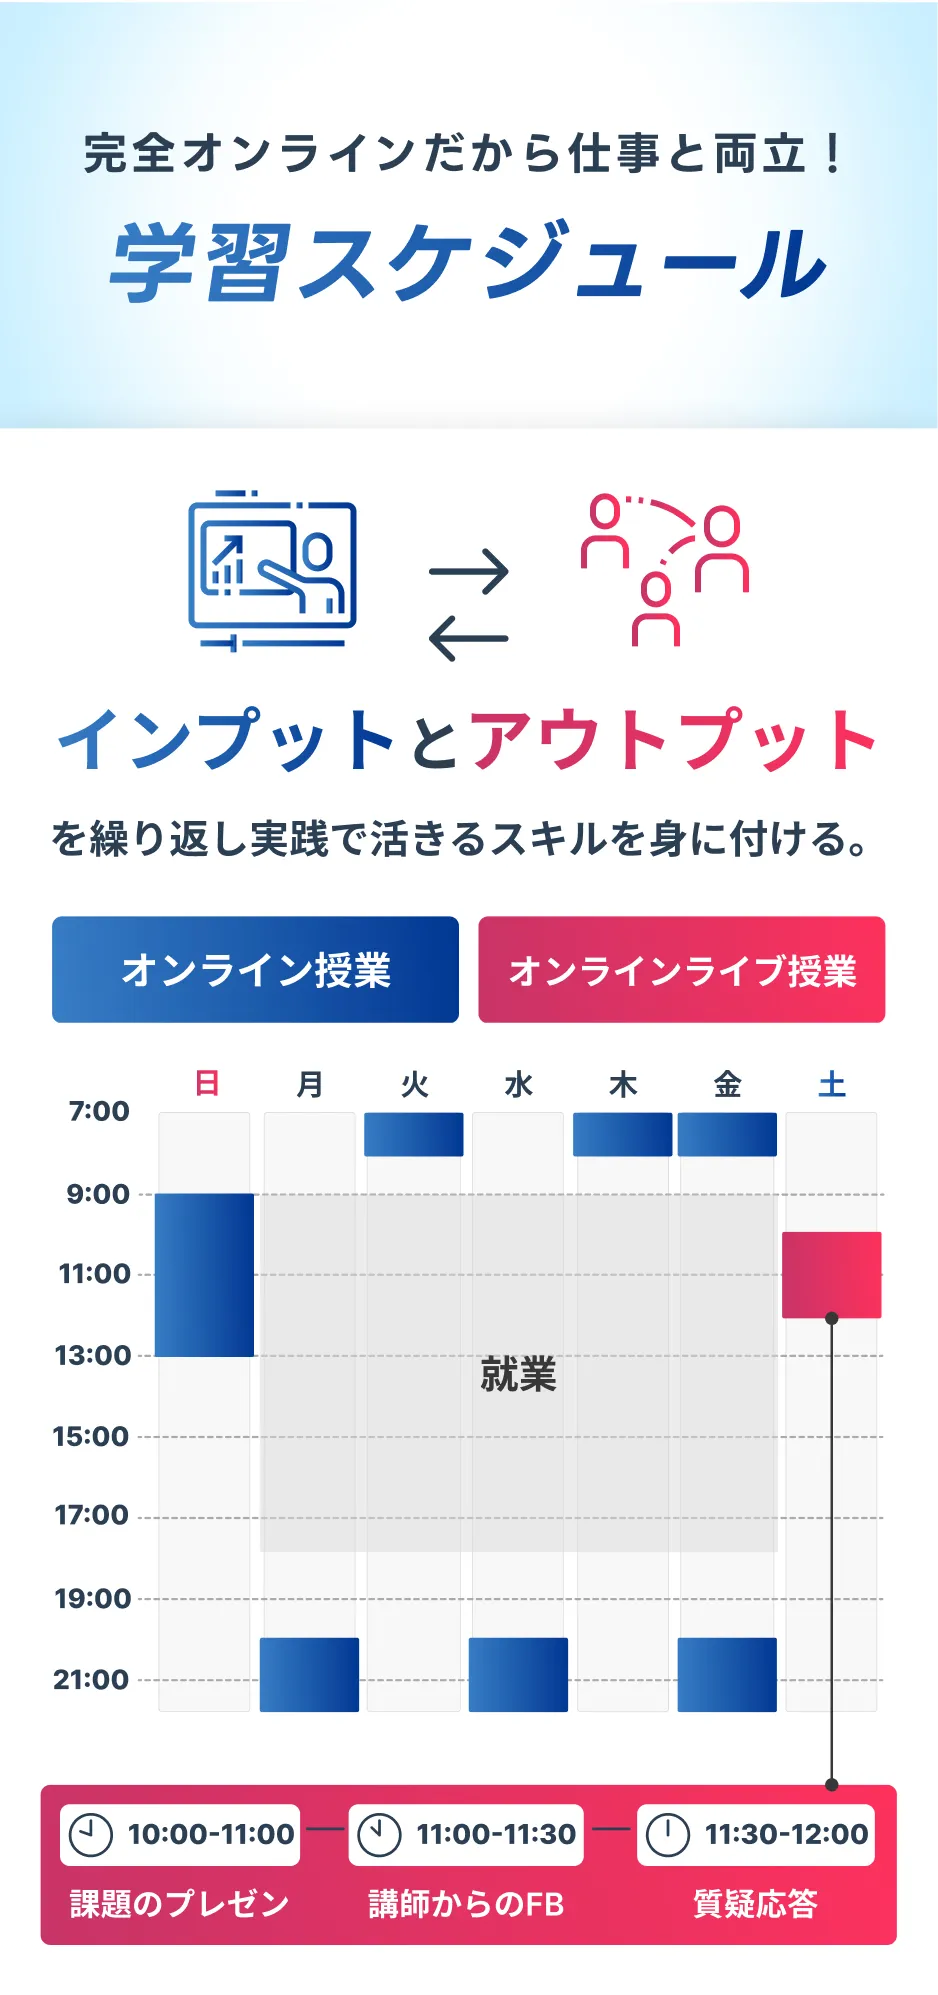 完全オンラインだから仕事と両立！
学習スケジュール
インプットとアウトプット
を繰り返し実践で活きるスキルを身に付ける。
オンライン授業 オンラインライブ授業
日 月 火 水 木 金 土
7:00
9:00
11:00
13:00
就業
15:00
17:00
19:00
21:00
10:00-11:00 11:00-11:30 11:30-12:00
課題のプレゼン 講師からのFB 質疑応答